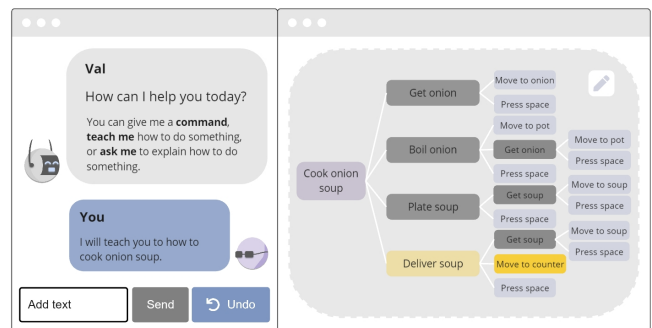 Val
How can I help you today?
You can give me a command,
teach me how to do something,
or ask me to explain how to do
something.
You
I will teach you to how to
cook onion soup.
Add text
Send
Undo
Cook onion
soup
Get onion
Move to onion
Press space
Boil onion
Move to pot
Get onion
Move to pot
Press space
Press space
Plate soup
Get soup
Move to soup
Press space
Press space
Deliver soup
Get soup
Move to soup
Press space
Move to counter
Press space